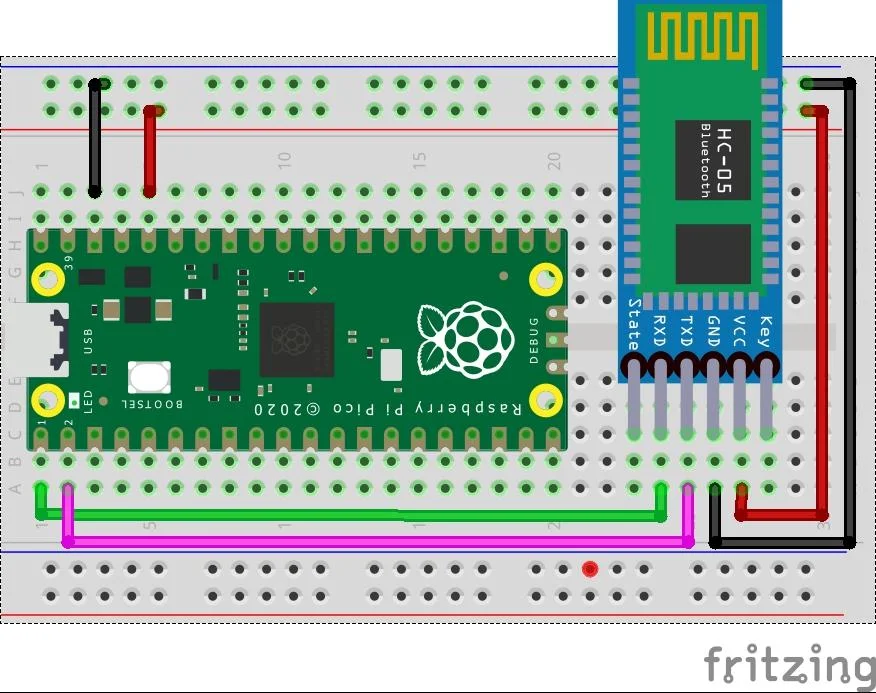 HC-05
Bluetooth
1
10
15
20
J
I
H
G
F
39
USB
DEBUG
State
RXD
TXD
GND
VCC
Key
E
D
C
B
A
LED
BOOTSEL
Raspberry Pi Pico ©2020
1
2
5
fritzing